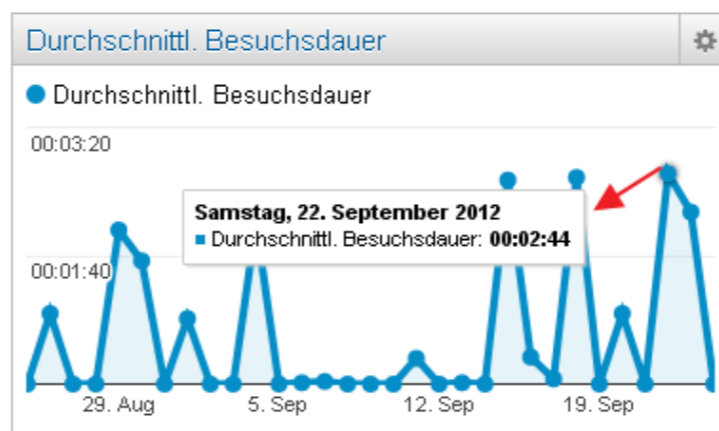 Durchschnittl. Besuchsdauer
Durchschnittl. Besuchsdauer
00:03:20
Samstag, 22. September 2012
Durchschnittl. Besuchsdauer: 00:02:44
00:01:40
29. Aug 5. Sep 12. Sep 19. Sep